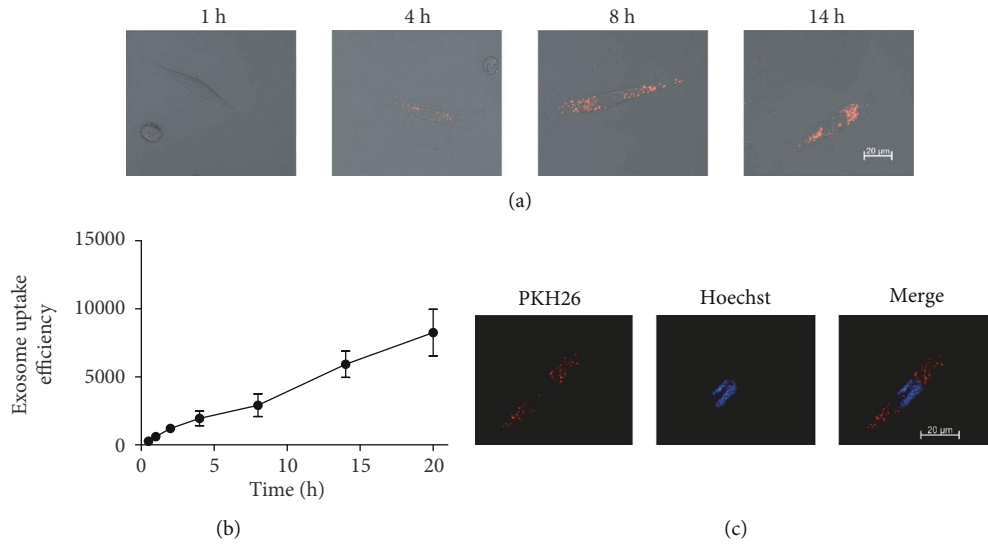 1 h 4 h 8 h 14 h
20 µm
(a)
15000
10000
5000
0
Exosome uptake
efficiency
0 5 10 15 20
Time (h)
(b)
PKH26 Hoechst Merge
20 µm
(c)